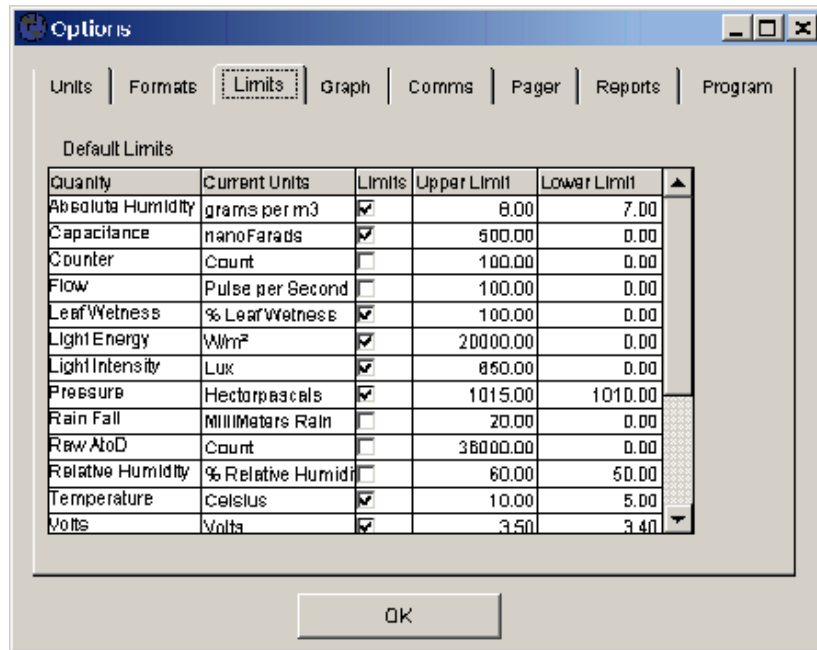 Options
Units Formats Limits Graph Comms Pager Reports Program
Default Limits
Quanity Current Units Limits Upper Limit Lower Limit
Absolute Humidity grams per m3 8.00 7.00
Capacitance nanoFarads 500.00 0.00
Counter Count 100.00 0.00
Flow Pulse per Second 100.00 0.00
Leaf Wetness % Leaf Wetness 100.00 0.00
Light Energy W/m² 20000.00 0.00
Light Intensity Lux 850.00 0.00
Pressure Hectorpascals 1015.00 1010.00
Rain Fall MilliMeters Rain 20.00 0.00
Raw AtoD Count 36000.00 0.00
Relative Humidity % Relative Humidi 60.00 50.00
Temperature Celsius 10.00 5.00
Volts Volts 3.50 3.40
OK